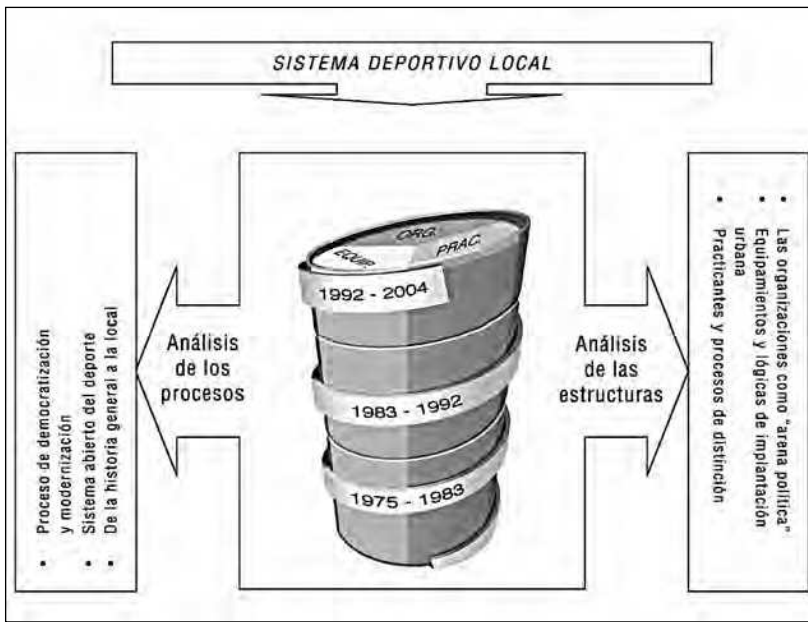 SISTEMA DEPORTIVO LOCAL
• Proceso de democratización
y modernización
• Sistema abierto del deporte
• De la historia general a la local
Análisis
de los
procesos
ORG.
EQUIP.
PRAC.
1992 - 2004
1983 - 1992
1975 - 1983
Análisis
de las
estructuras
• Las organizaciones como "arena política"
• Equipamientos y lógicas de implantación
urbana
• Practicantes y procesos de distinción